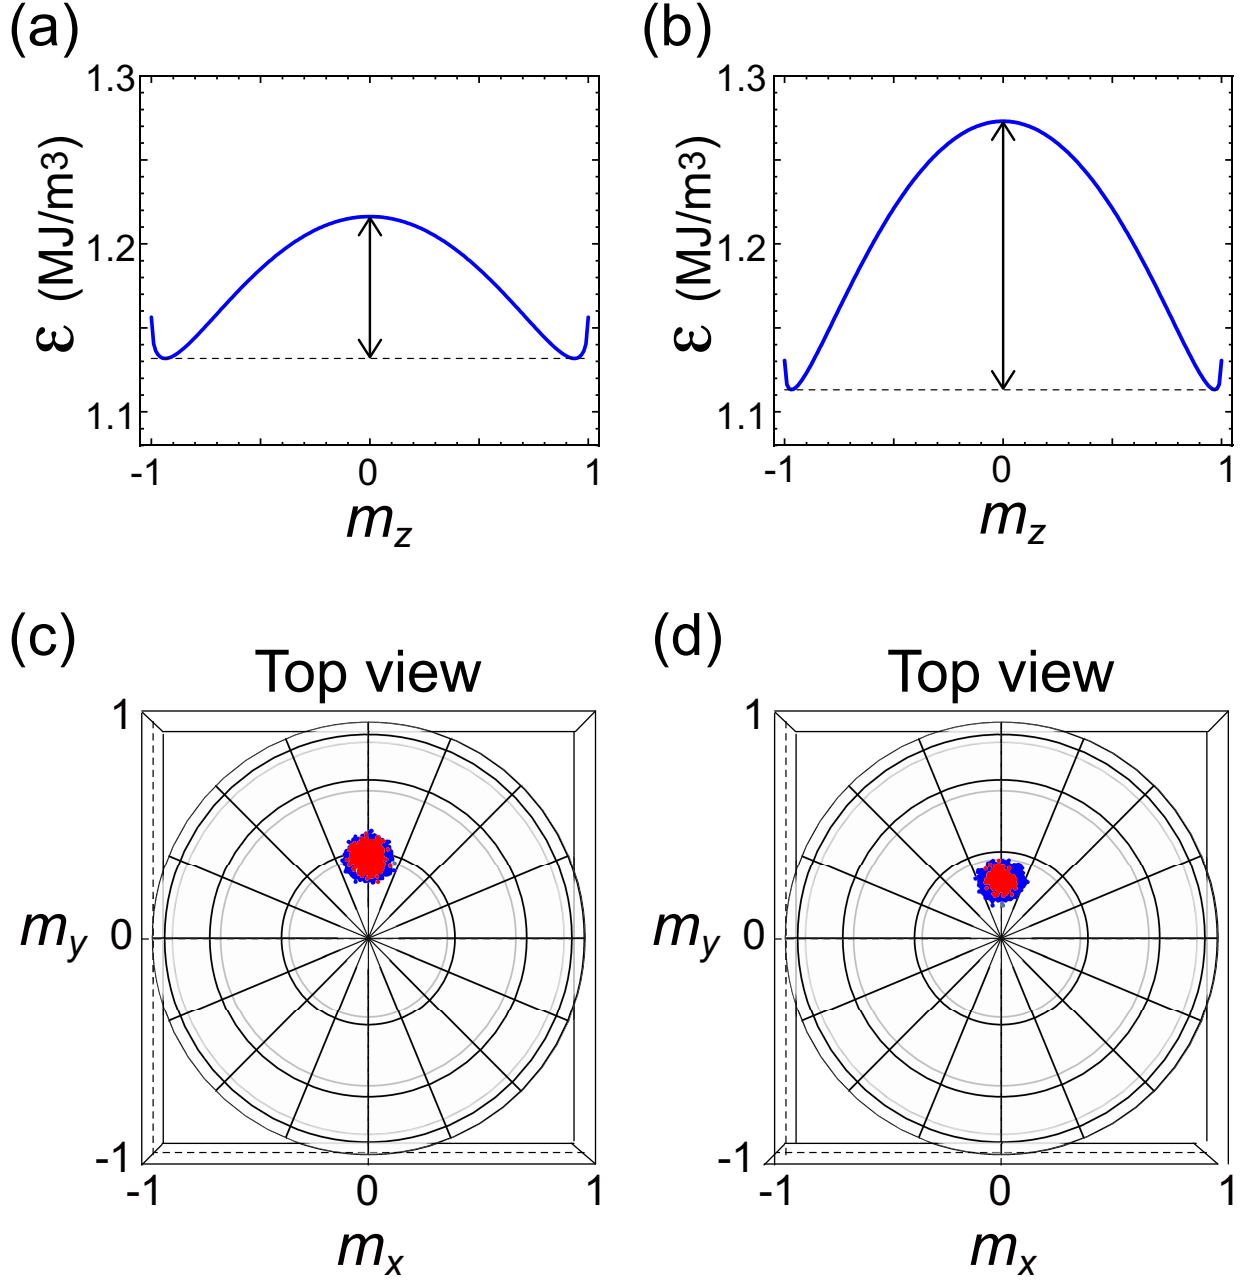 (a)
1.3
1.2
1.1
ε (MJ/m3)
-1 0 1
mz
(b)
1.3
1.2
1.1
ε (MJ/m3)
-1 0 1
mz
(c)
Top view
1
my 0
-1
-1 0 1
mx
(d)
Top view
1
my 0
-1
-1 0 1
mx